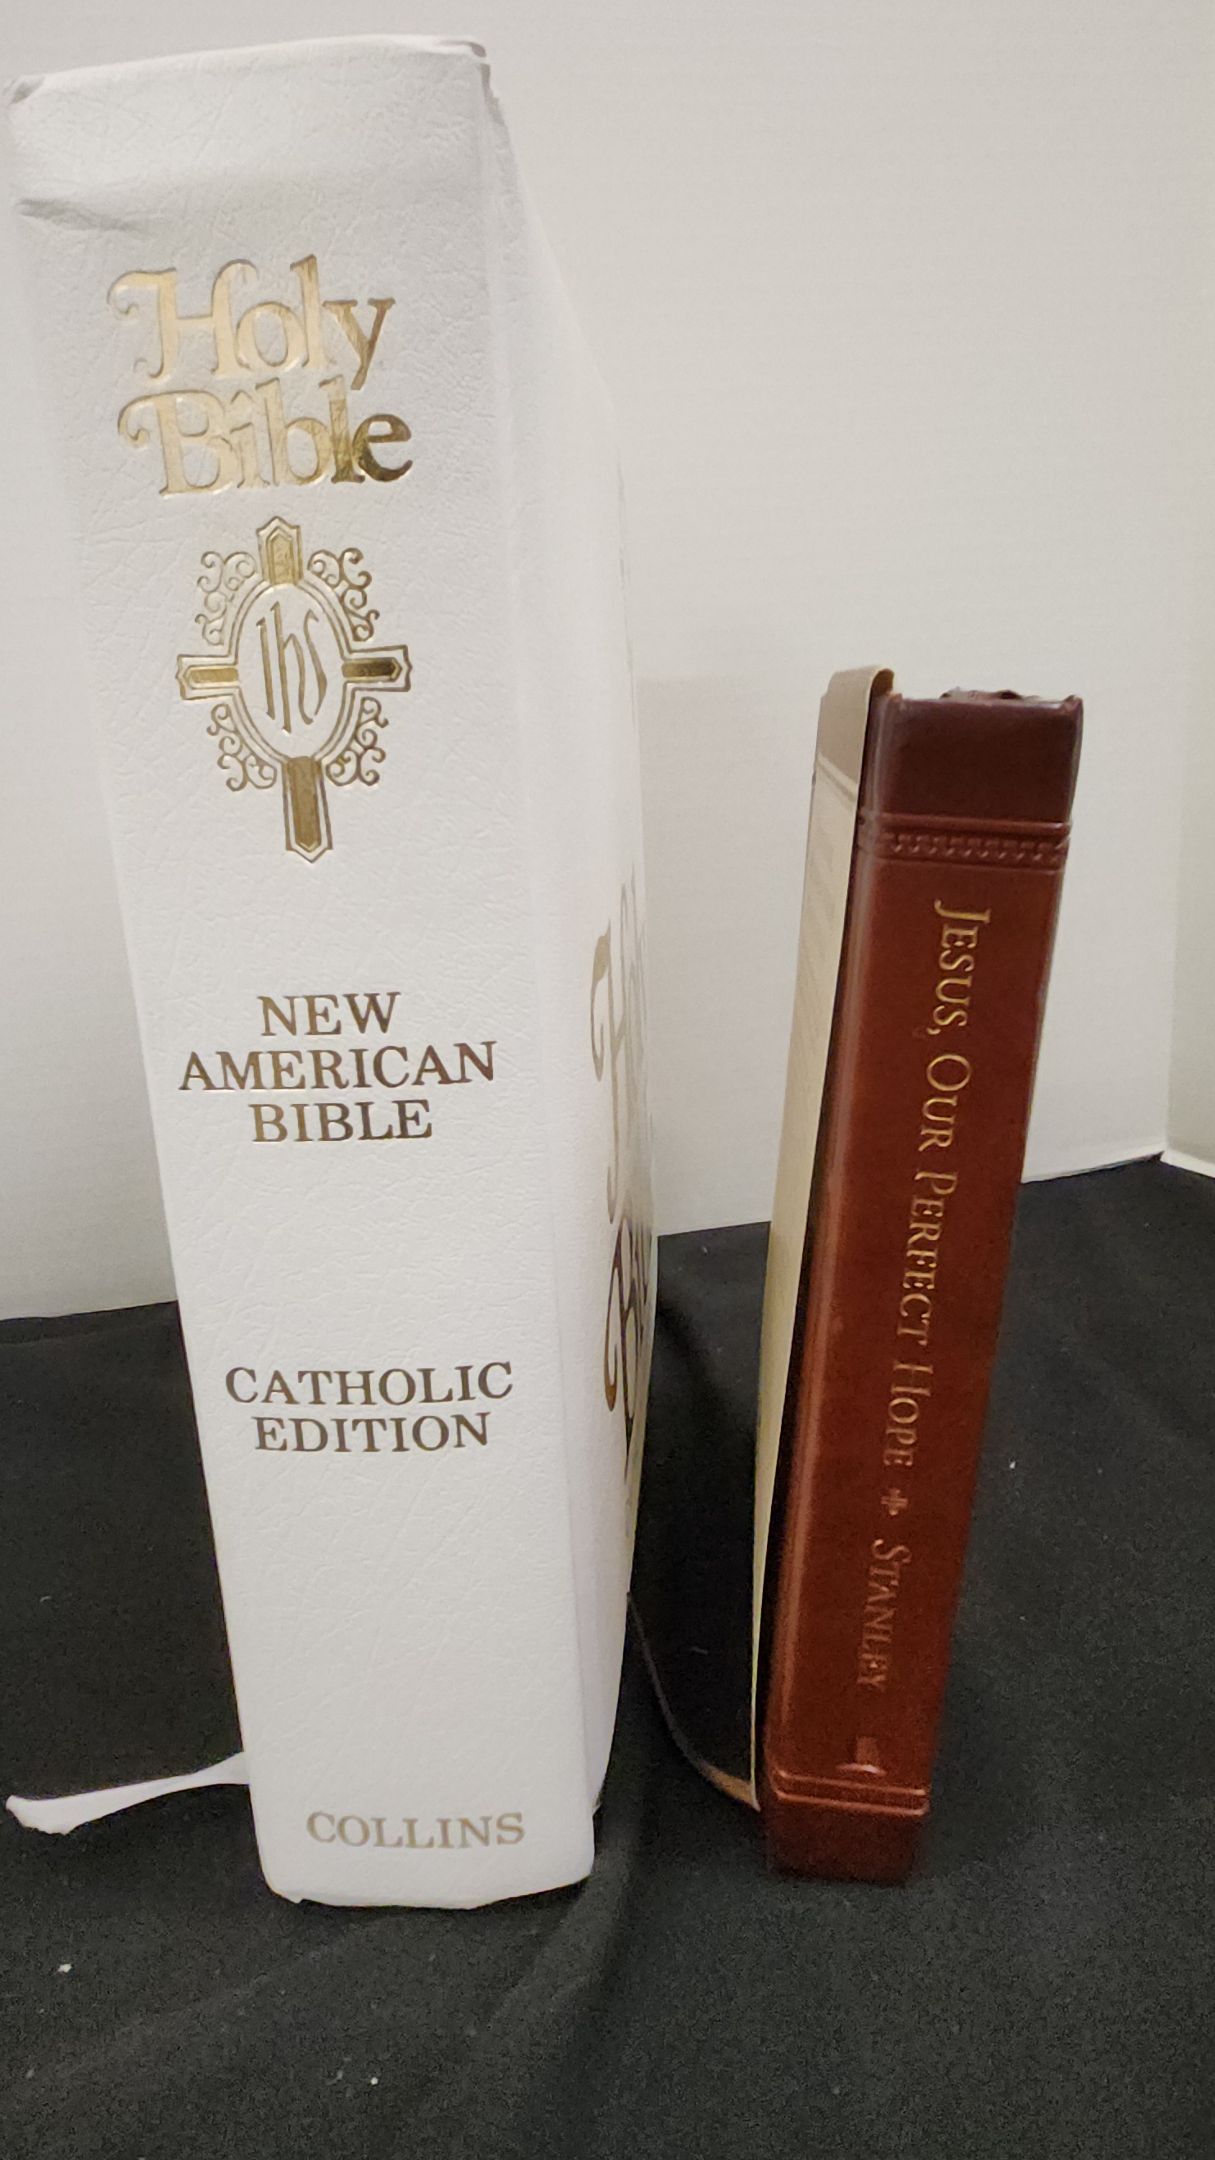 Holy
Bible
ihs
NEW
AMERICAN
BIBLE
CATHOLIC
EDITION
COLLINS
JESUS, OUR PERFECT HOPE + STANLEY